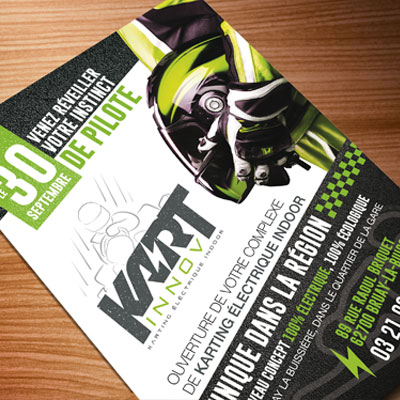 LE 30
SEPTEMBRE
VENEZ RÉVEILLER
VOTRE INSTINCT
DE PILOTE
KART
INNOV
KARTING ÉLECTRIQUE INDOOR
OUVERTURE DE VOTRE COMPLEXE
DE KARTING ÉLECTRIQUE INDOOR
UNIQUE DANS LA RÉGION
CONCEPT 100% ÉLECTRIQUE, 100% ÉCOLOGIQUE
LA BUISSIÈRE, DANS LE QUARTIER DE LA GARE
89 RUE RAOUL BRIQUET
62700 BRUAY-LA-
03 21